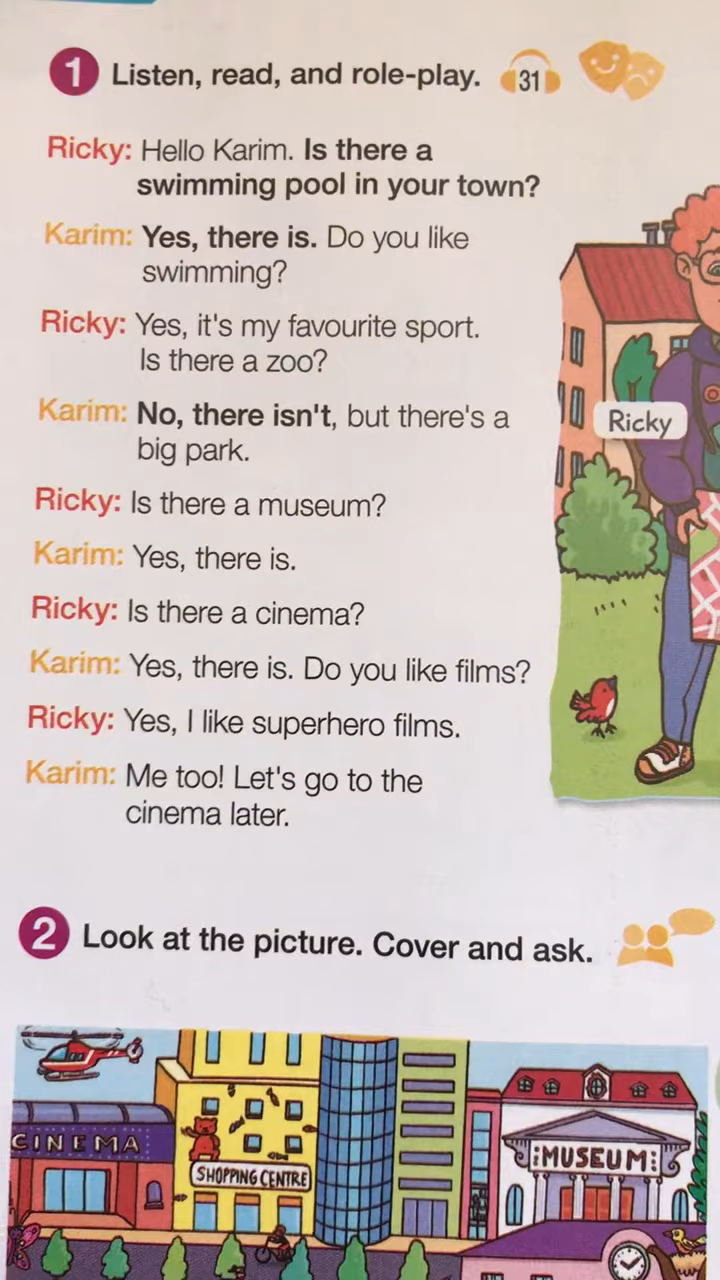 1 Listen, read, and role-play. 31
Ricky: Hello Karim. Is there a
swimming pool in your town?
Karim: Yes, there is. Do you like
swimming?
Ricky: Yes, it's my favourite sport.
Is there a zoo?
Karim: No, there isn't, but there's a
big park.
Ricky: Is there a museum?
Karim: Yes, there is.
Ricky: Is there a cinema?
Karim: Yes, there is. Do you like films?
Ricky: Yes, I like superhero films.
Karim: Me too! Let's go to the
cinema later.
Ricky
2 Look at the picture. Cover and ask.
CINEMA
SHOPPING CENTRE
MUSEUM